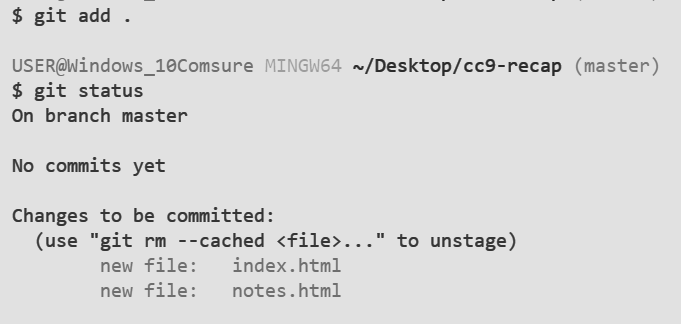 $ git add .
USER@Windows_10Comsure MINGW64 ~/Desktop/cc9-recap (master)
$ git status
On branch master
No commits yet
Changes to be committed:
(use "git rm --cached <file>..." to unstage)
new file:   index.html
new file:   notes.html